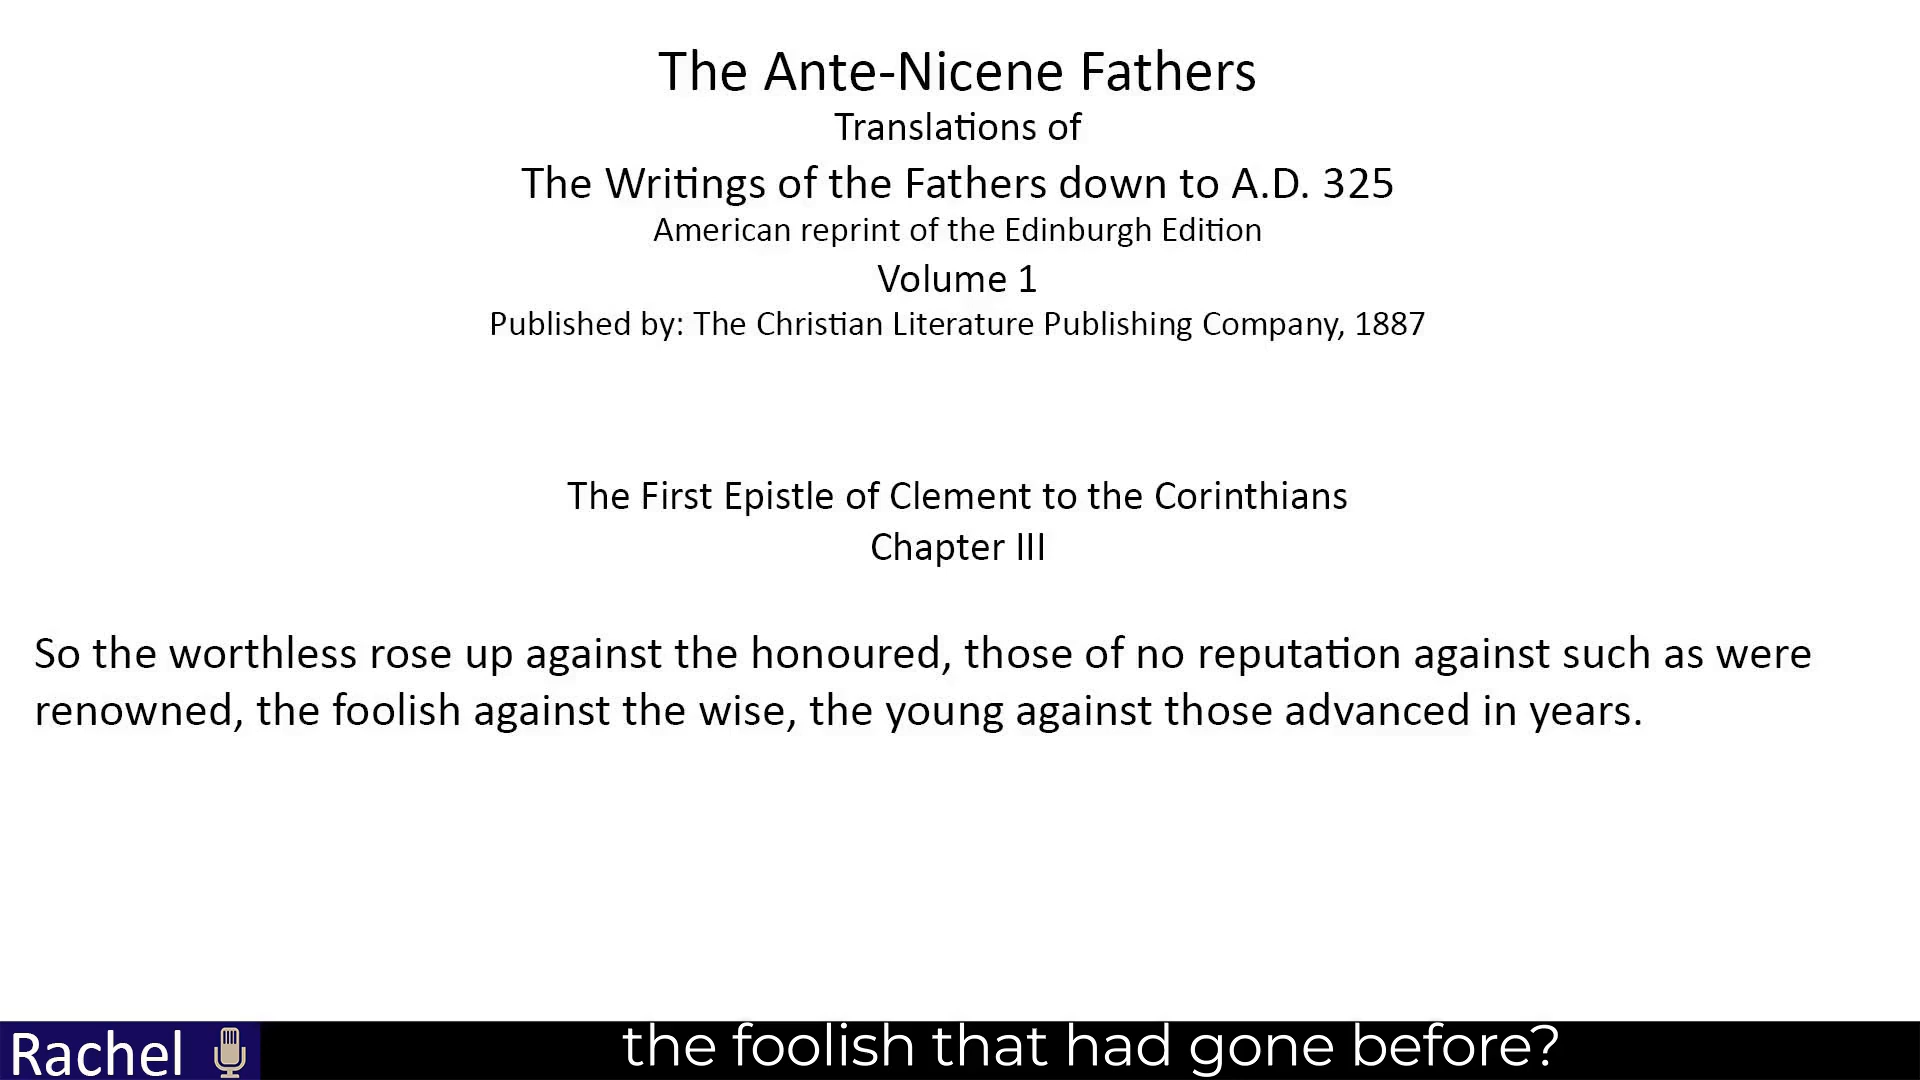 The Ante-Nicene Fathers
Translations of
The Writings of the Fathers down to A.D. 325
American reprint of the Edinburgh Edition
Volume 1
Published by: The Christian Literature Publishing Company, 1887
The First Epistle of Clement to the Corinthians
Chapter III
So the worthless rose up against the honoured, those of no reputation against such as were
renowned, the foolish against the wise, the young against those advanced in years.
Rachel
the foolish that had gone before?